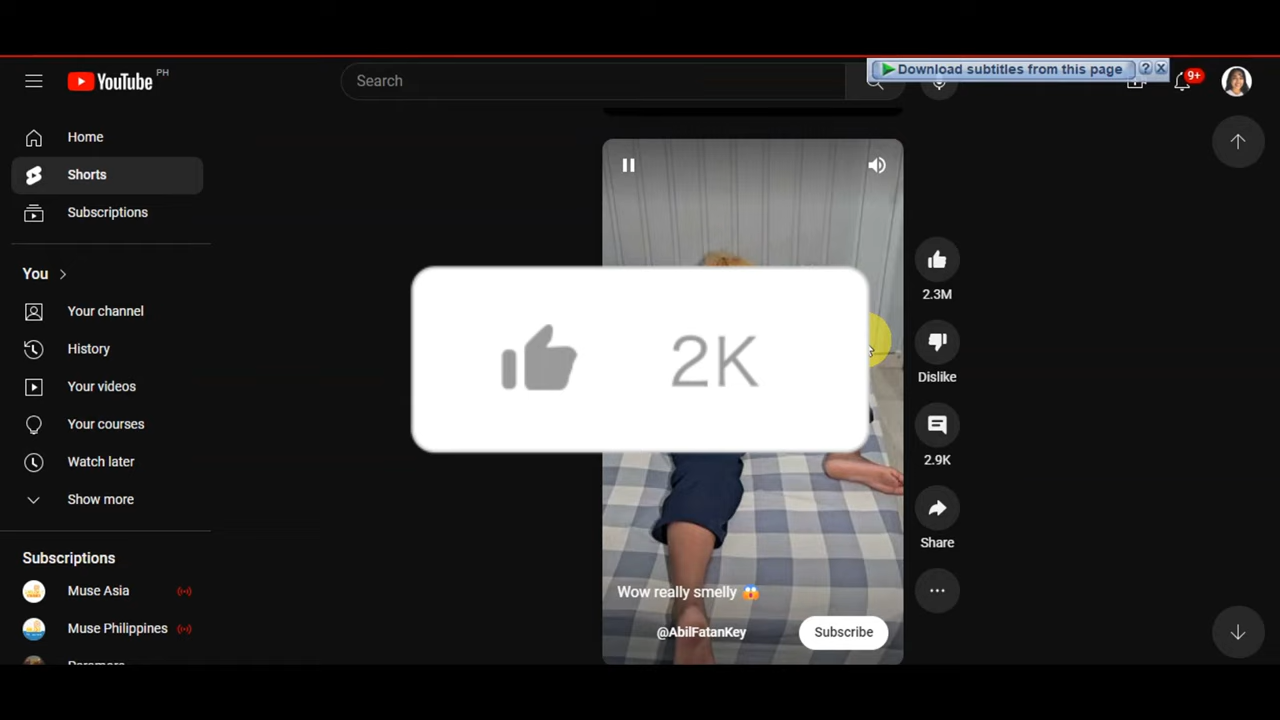 YouTube PH
Search
Download subtitles from this page ? X
9+
Home
Shorts
Subscriptions
You
Your channel
History
Your videos
Your courses
Watch later
Show more
Subscriptions
Muse Asia
Muse Philippines
Paramore
2K
2.3M
Dislike
2.9K
Share
Wow really smelly 😱
@AbilFatanKey
Subscribe